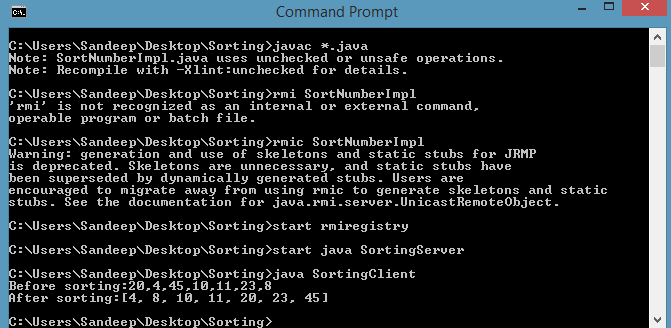 Command Prompt
C:\Users\Sandeep\Desktop\Sorting>javac *.java
Note: SortNumberImpl.java uses unchecked or unsafe operations.
Note: Recompile with -Xlint:unchecked for details.
C:\Users\Sandeep\Desktop\Sorting>rmi SortNumberImpl
'rmi' is not recognized as an internal or external command,
operable program or batch file.
C:\Users\Sandeep\Desktop\Sorting>rmic SortNumberImpl
Warning: generation and use of skeletons and static stubs for JRMP
is deprecated. Skeletons are unnecessary, and static stubs have
been superseded by dynamically generated stubs. Users are
encouraged to migrate away from using rmic to generate skeletons and static
stubs. See the documentation for java.rmi.server.UnicastRemoteObject.
C:\Users\Sandeep\Desktop\Sorting>start rmiregistry
C:\Users\Sandeep\Desktop\Sorting>start java SortingServer
C:\Users\Sandeep\Desktop\Sorting>java SortingClient
Before sorting:20,4,45,10,11,23,8
After sorting:[4, 8, 10, 11, 20, 23, 45]
C:\Users\Sandeep\Desktop\Sorting>